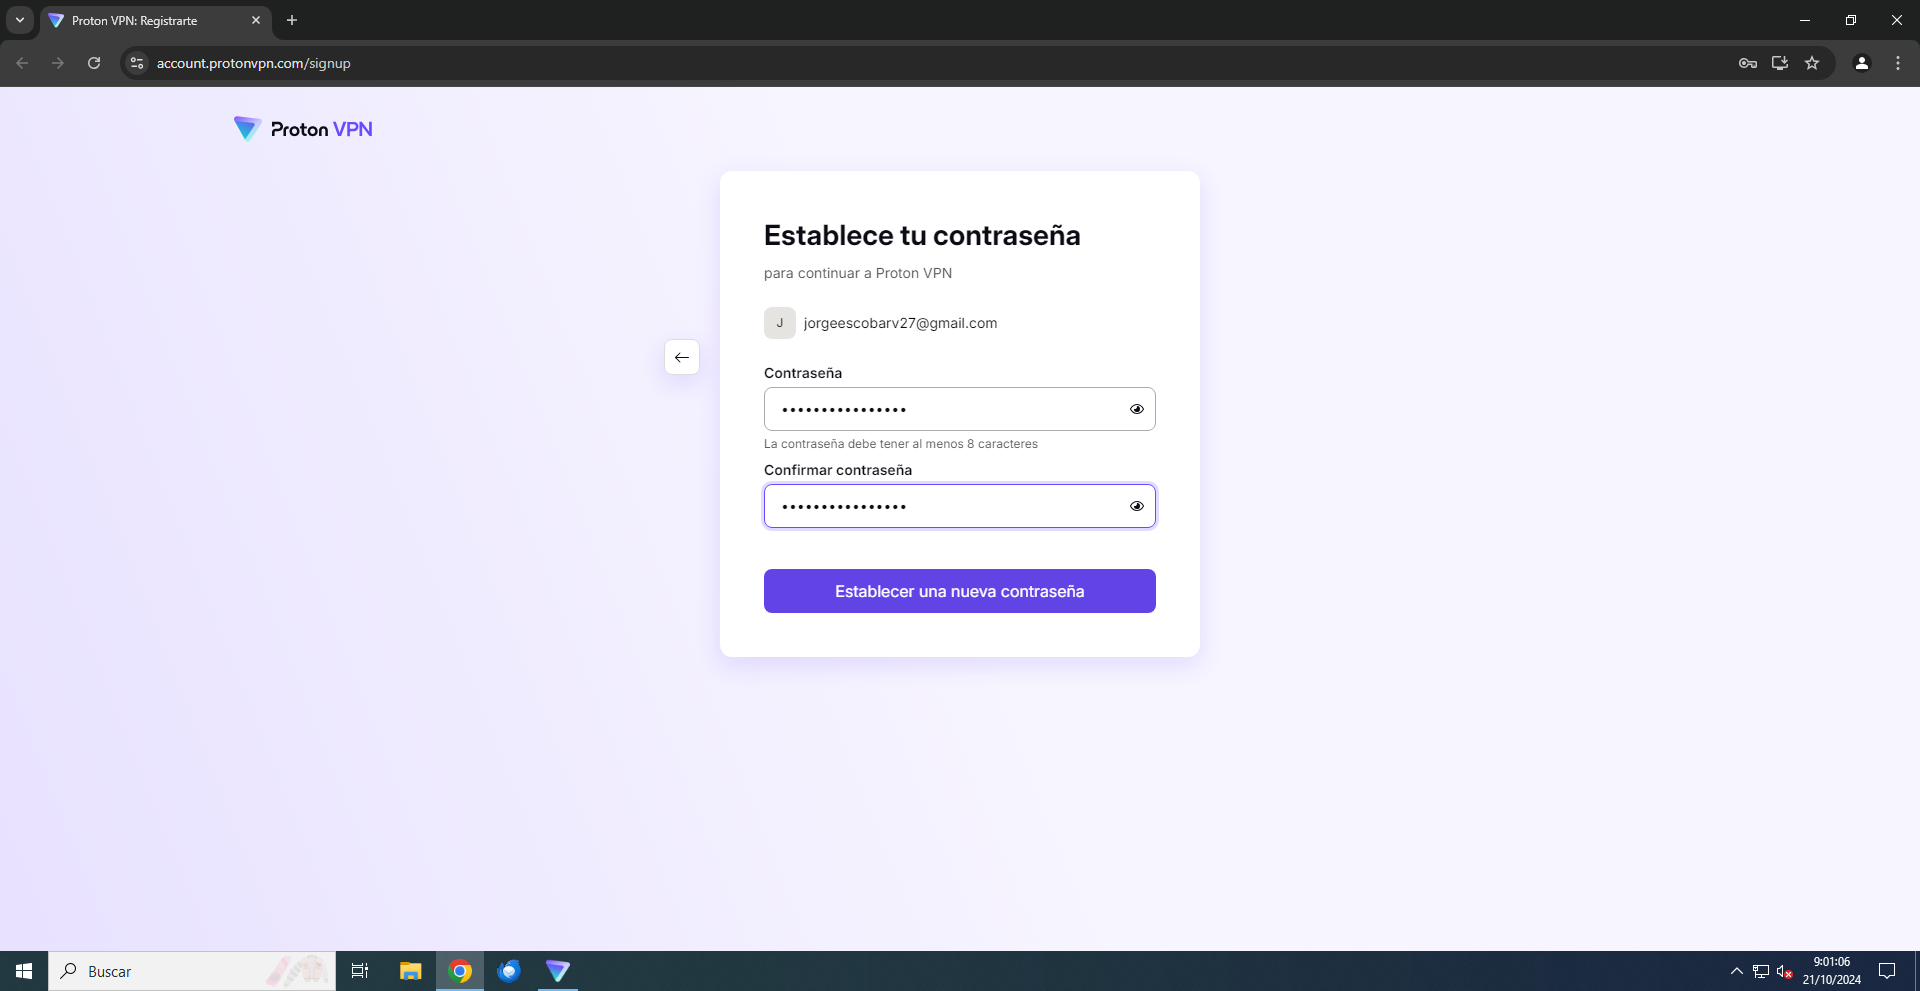 Proton VPN: Registrarte
account.protonvpn.com/signup
Proton VPN
Establece tu contraseña
para continuar a Proton VPN
J
jorgeescobarv27@gmail.com
Contraseña
••••••••••••••••
La contraseña debe tener al menos 8 caracteres
Confirmar contraseña
••••••••••••••••
Establecer una nueva contraseña
Buscar
9:01:06
21/10/2024